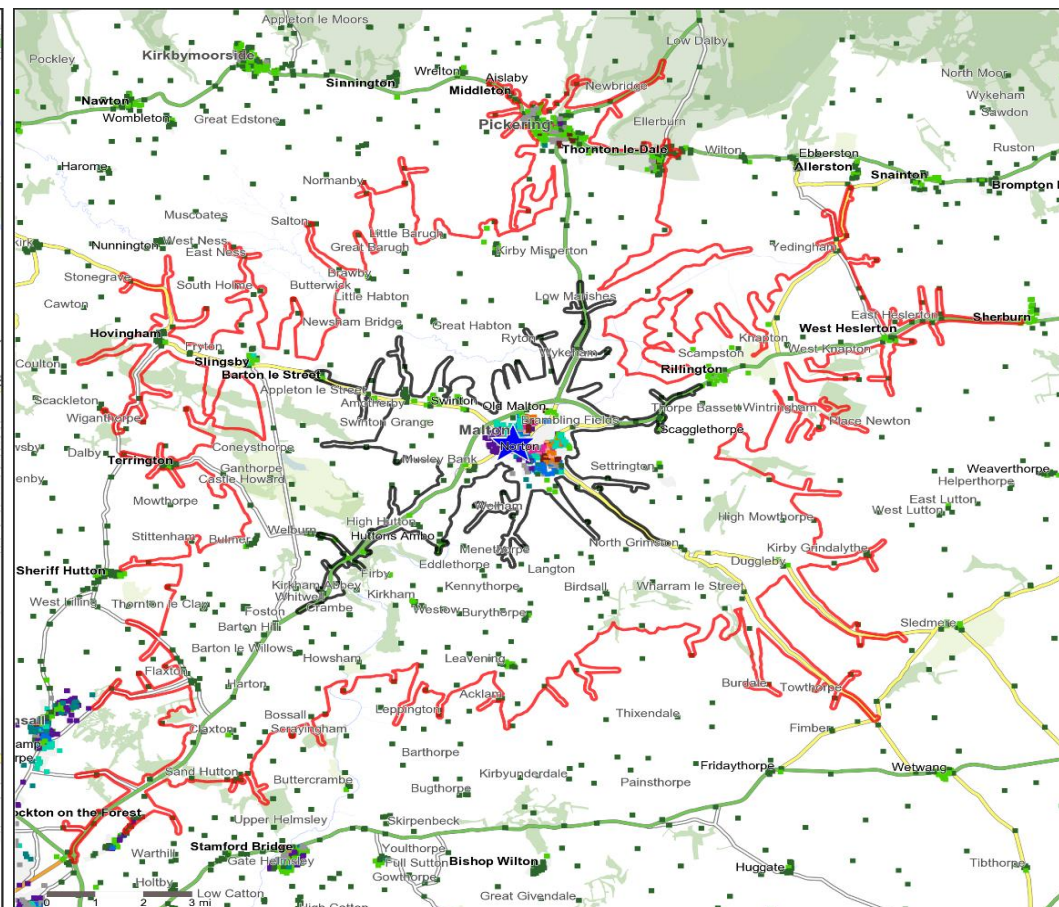 Appleton le Moors
Low Dalby
Pockley
Kirkbymoorside
Wrelton
Aislaby
Sinnington
Middleton
Newbridge
North Moor
Nawton
Wykeham
Wombleton
Great Edstone
Sawdon
Pickering
Ellerburn
Thornton le-Dale
Wilton
Ebberston
Ruston
Allerston
Snainton
Harome
Normanby
Brompton
Muscoates
Salton
Little Barugh
Nunnington
West Ness
East Ness
Great Barugh
Kirby Misperton
Yedingham
Stonegrave
Brawby
South Holme
Butterwick
Little Habton
Low Marishes
Cawton
Newsham Bridge
Great Habton
East Heslerton
Sherburn
Hovingham
Ryton
Knapton
West Heslerton
Fryton
Wykeham
Scampston
West Knapton
Coulton
Slingsby
Rillington
Barton le Street
Appleton le Street
Scackleton
Amotherby
Swinton
Old Malton
Thorpe Bassett
Wintringham
Wiganthorpe
Swinton Grange
Malton
Brambling Fields
Place Newton
Scagglethorpe
Dalby
Coneysthorpe
Norton
Terrington
Ganthorpe
Musley Bank
Settrington
Weaverthorpe
Castle Howard
Helperthorpe
Mowthorpe
East Lutton
Welham
West Lutton
High Hutton
High Mowthorpe
Stittenham
Bulmer
Welburn
Huttons Ambo
North Grimston
Menethorpe
Kirby Grindalythe
Sheriff Hutton
Firby
Eddlethorpe
Langton
Duggleby
Kirkham Abbey
Kennythorpe
Birdsall
Wharram le Street
West Lilling
Thornton le Clay
Whitwell
Kirkham
Foston
Crambe
Westow
Burythorpe
Barton Hill
Sledmere
Barton le Willows
Howsham
Leavening
Flaxton
Harton
Acklam
Burdale
Towthorpe
Leppington
Bossall
Thixendale
Claxton
Scrayingham
Fimber
Barthorpe
Sand Hutton
Buttercrambe
Kirbyunderdale
Painsthorpe
Fridaythorpe
Wetwang
Bugthorpe
ockton on the Forest
Upper Helmsley
Skirpenbeck
Warthill
Stamford Bridge
Youlthorpe
Gate Helmsley
Full Sutton
Bishop Wilton
Huggate
Tibthorpe
Holtby
Gowthorpe
Low Catton
Great Givendale
0 1 2 3 mi
High Catton